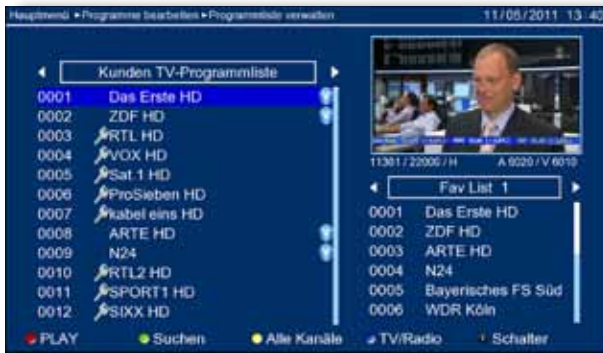 Hauptmenü ▸Programme bearbeiten ▸Programmliste verwalten 11/05/2011 13 40
Kunden TV-Programmliste
0001 Das Erste HD
0002 ZDF HD
0003 RTL HD
0004 VOX HD
0005 Sat.1 HD
0006 ProSieben HD
0007 kabel eins HD
0008 ARTE HD
0009 N24
0010 RTL2 HD
0011 SPORT1 HD
0012 SIXX HD
11361 / 22000 / H A 6020 / V 6010
Fav List 1
0001 Das Erste HD
0002 ZDF HD
0003 ARTE HD
0004 N24
0005 Bayerisches FS Süd
0006 WDR Köln
PLAY Suchen Alle Kanäle TV/Radio Schalter